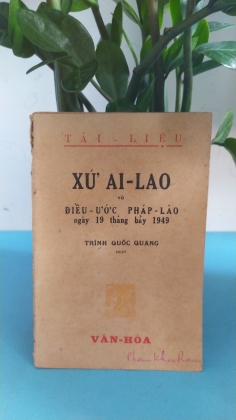 TÀI - LIỆU
XỨ AI-LAO
VÀ
ĐIỀU-ƯỚC PHÁP-LÀO
ngày 19 tháng bảy 1949
TRỊNH QUỐC QUANG
VĂN-HÓA